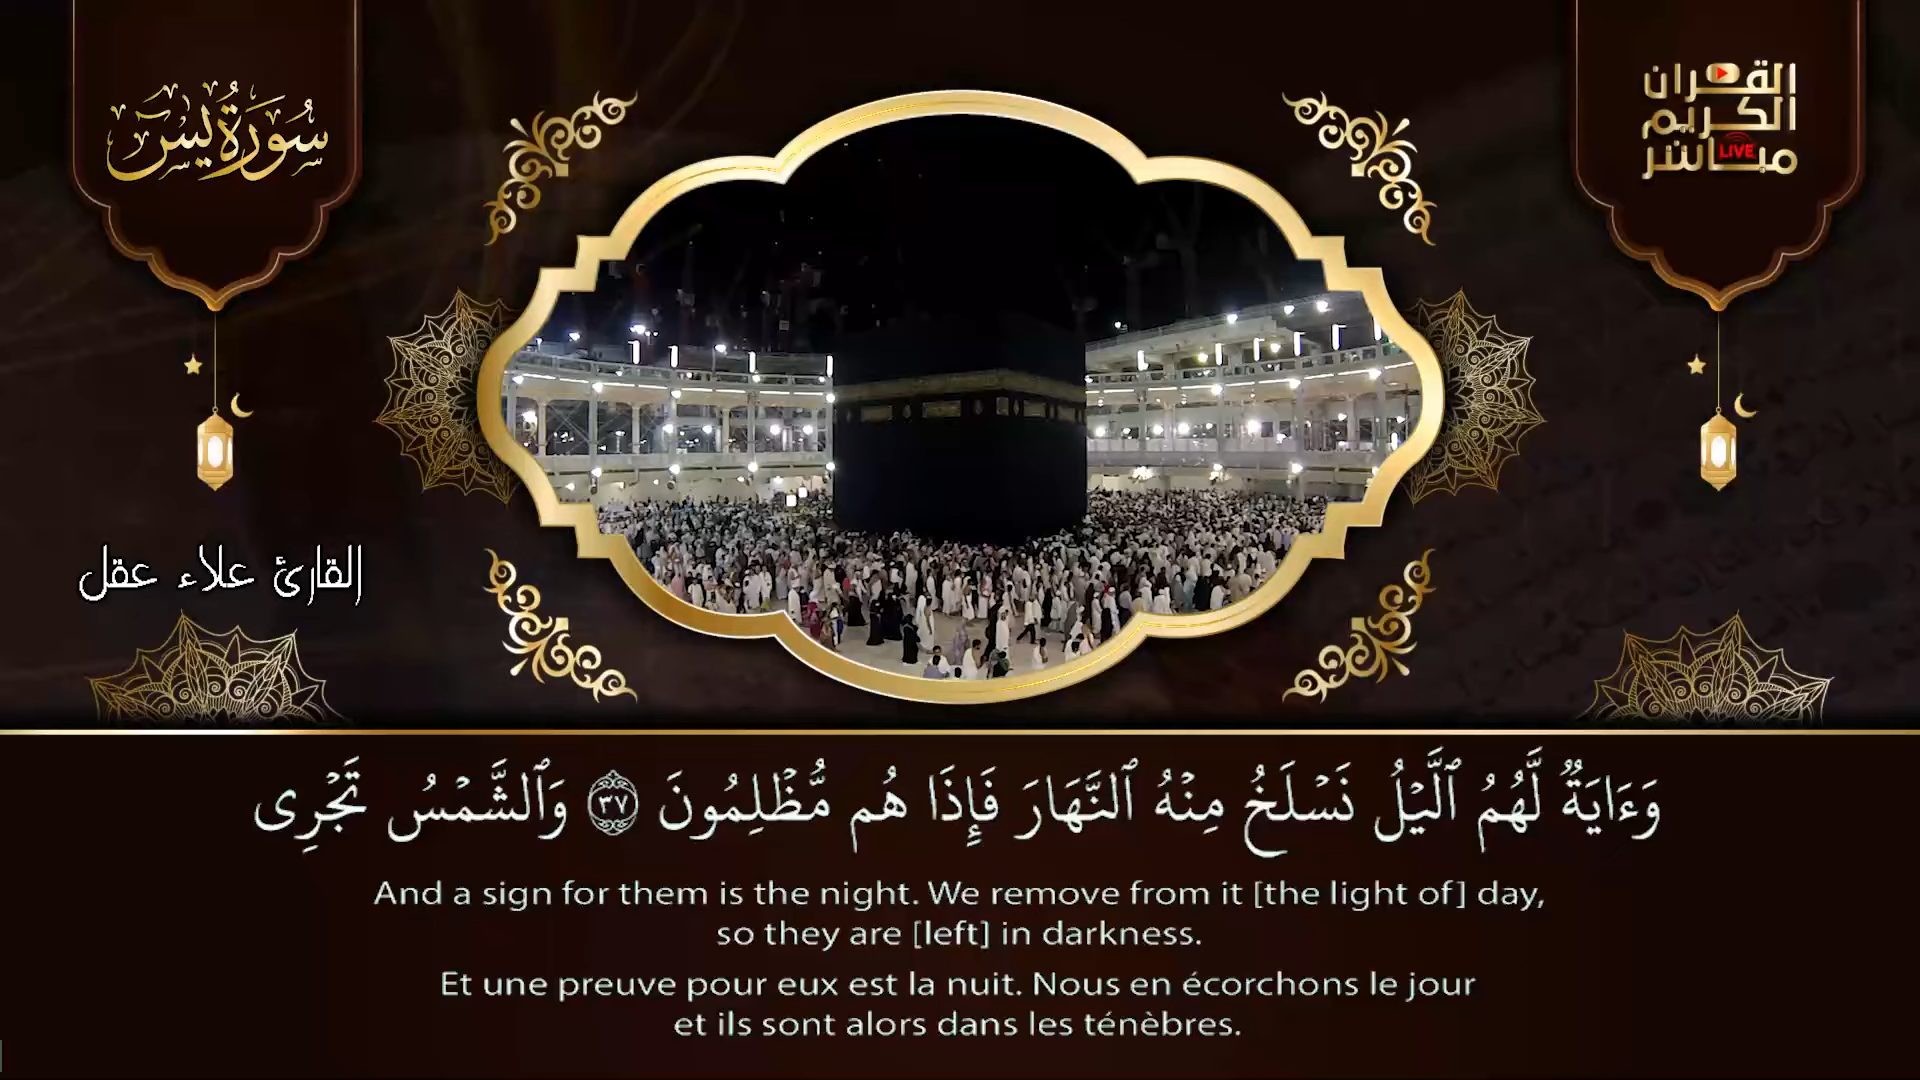 سُورَةُ يسٓ
القرآن
الكريم
مباشر
LIVE
القارئ علاء عقل
وَءَايَةٌ لَّهُمُ ٱلَّيْلُ نَسْلَخُ مِنْهُ ٱلنَّهَارَ فَإِذَا هُم مُّظْلِمُونَ ٣٧ وَٱلشَّمْسُ تَجْرِى
And a sign for them is the night. We remove from it [the light of] day,
so they are [left] in darkness.
Et une preuve pour eux est la nuit. Nous en écorchons le jour
et ils sont alors dans les ténèbres.